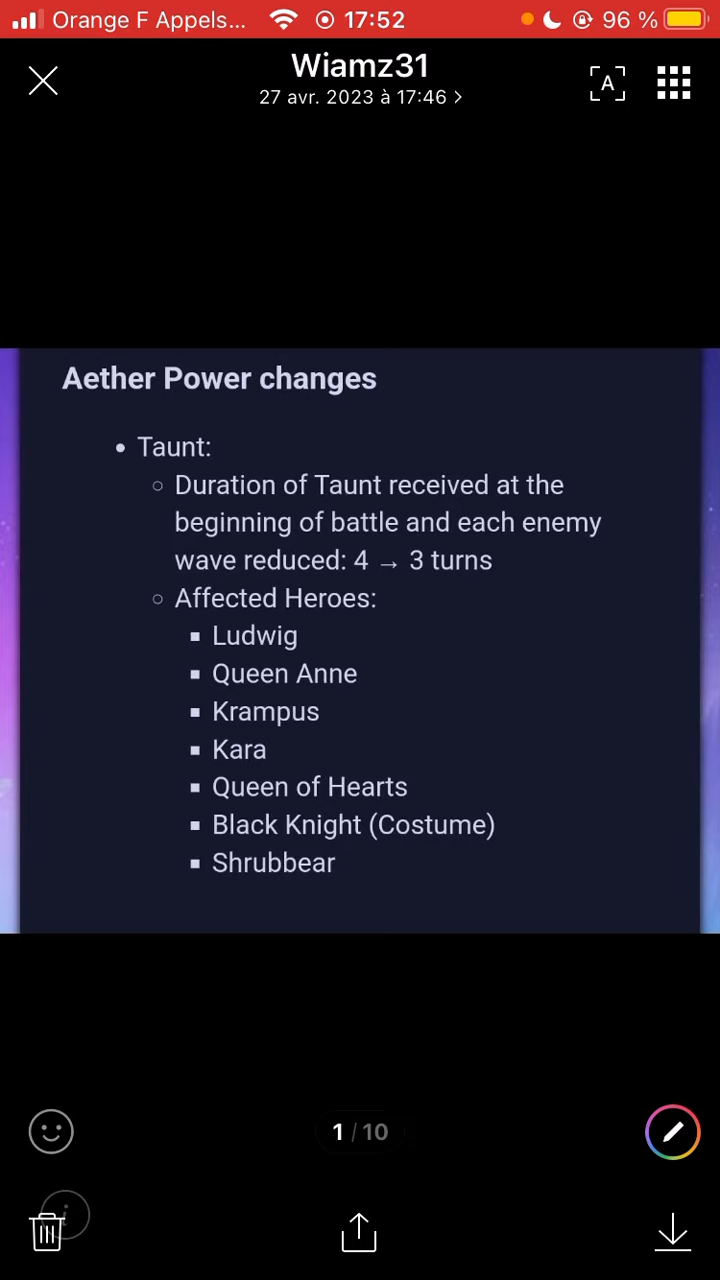 Orange F Appels... 17:52 96 %
Wiamz31
27 avr. 2023 à 17:46 >
A
Aether Power changes
• Taunt:
○ Duration of Taunt received at the
beginning of battle and each enemy
wave reduced: 4 → 3 turns
○ Affected Heroes:
▪ Ludwig
▪ Queen Anne
▪ Krampus
▪ Kara
▪ Queen of Hearts
▪ Black Knight (Costume)
▪ Shrubbear
1 / 10